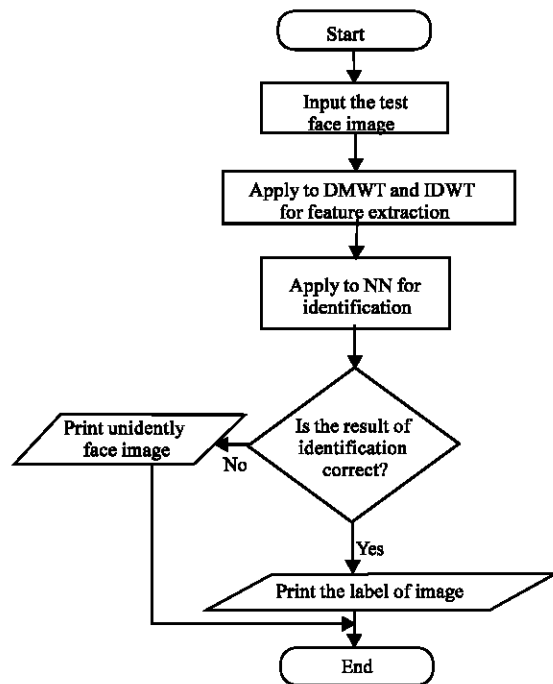 Start
Input the test
face image
Apply to DMWT and IDWT
for feature extraction
Apply to NN for
identification
Is the result of
identification
correct?
Print unidently
face image
No
Yes
Print the label of image
End